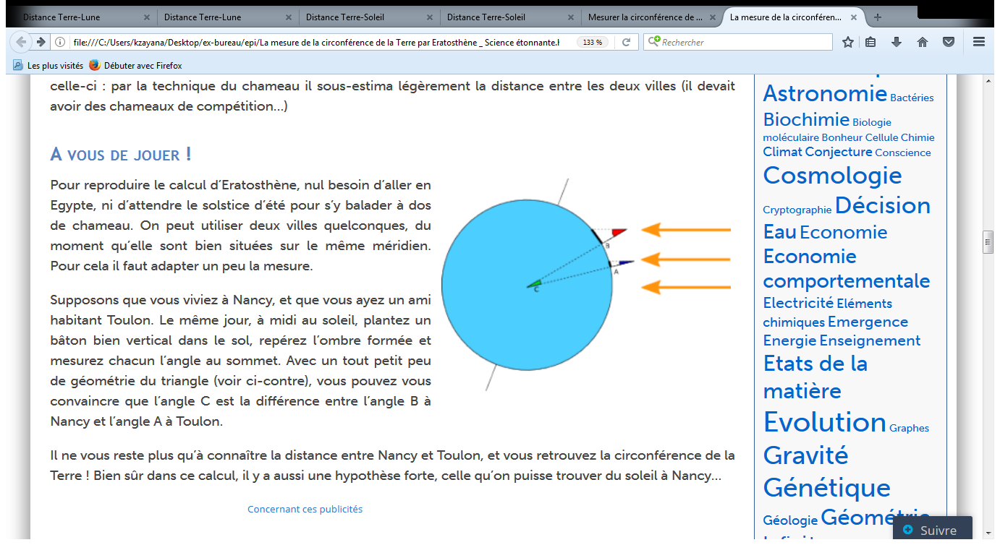 Distance Terre-Lune
Distance Terre-Lune
Distance Terre-Soleil
Distance Terre-Soleil
Mesurer la circonférence de ...
La mesure de la circonféren...
file:///C:/Users/kzayana/Desktop/ex-bureau/epi/La mesure de la circonférence de la Terre par Eratosthène _ Science étonnante.h
133 %
Rechercher
Les plus visités
Débuter avec Firefox
celle-ci : par la technique du chameau il sous-estima légèrement la distance entre les deux villes (il devait
avoir des chameaux de compétition...)
A VOUS DE JOUER !
Pour reproduire le calcul d'Eratosthène, nul besoin d'aller en
Egypte, ni d'attendre le solstice d'été pour s'y balader à dos
de chameau. On peut utiliser deux villes quelconques, du
moment qu'elle sont bien situées sur le même méridien.
Pour cela il faut adapter un peu la mesure.
Supposons que vous viviez à Nancy, et que vous ayez un ami
habitant Toulon. Le même jour, à midi au soleil, plantez un
bâton bien vertical dans le sol, repérez l'ombre formée et
mesurez chacun l'angle au sommet. Avec un tout petit peu
de géométrie du triangle (voir ci-contre), vous pouvez vous
convaincre que l'angle C est la différence entre l'angle B à
Nancy et l'angle A à Toulon.
B
A
C
Il ne vous reste plus qu'à connaître la distance entre Nancy et Toulon, et vous retrouvez la circonférence de la
Terre ! Bien sûr dans ce calcul, il y a aussi une hypothèse forte, celle qu'on puisse trouver du soleil à Nancy...
Concernant ces publicités
Astronomie Bactéries
Biochimie Biologie
moléculaire Bonheur Cellule Chimie
Climat Conjecture Conscience
Cosmologie
Cryptographie Décision
Eau Economie
Economie
comportementale
Electricité Eléments
chimiques Emergence
Energie Enseignement
Etats de la
matière
Evolution Graphes
Gravité
Génétique
Géologie Géométrie
Suivre